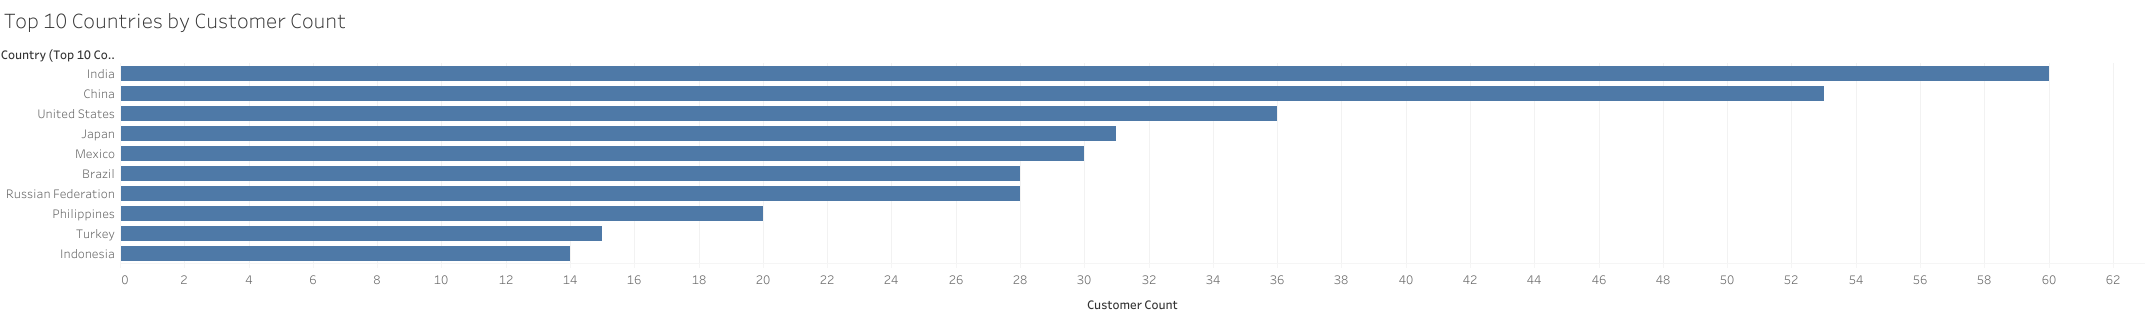 Top 10 Countries by Customer Count
Country (Top 10 Co..
India
China
United States
Japan
Mexico
Brazil
Russian Federation
Philippines
Turkey
Indonesia
0 2 4 6 8 10 12 14 16 18 20 22 24 26 28 30 32 34 36 38 40 42 44 46 48 50 52 54 56 58 60 62
Customer Count